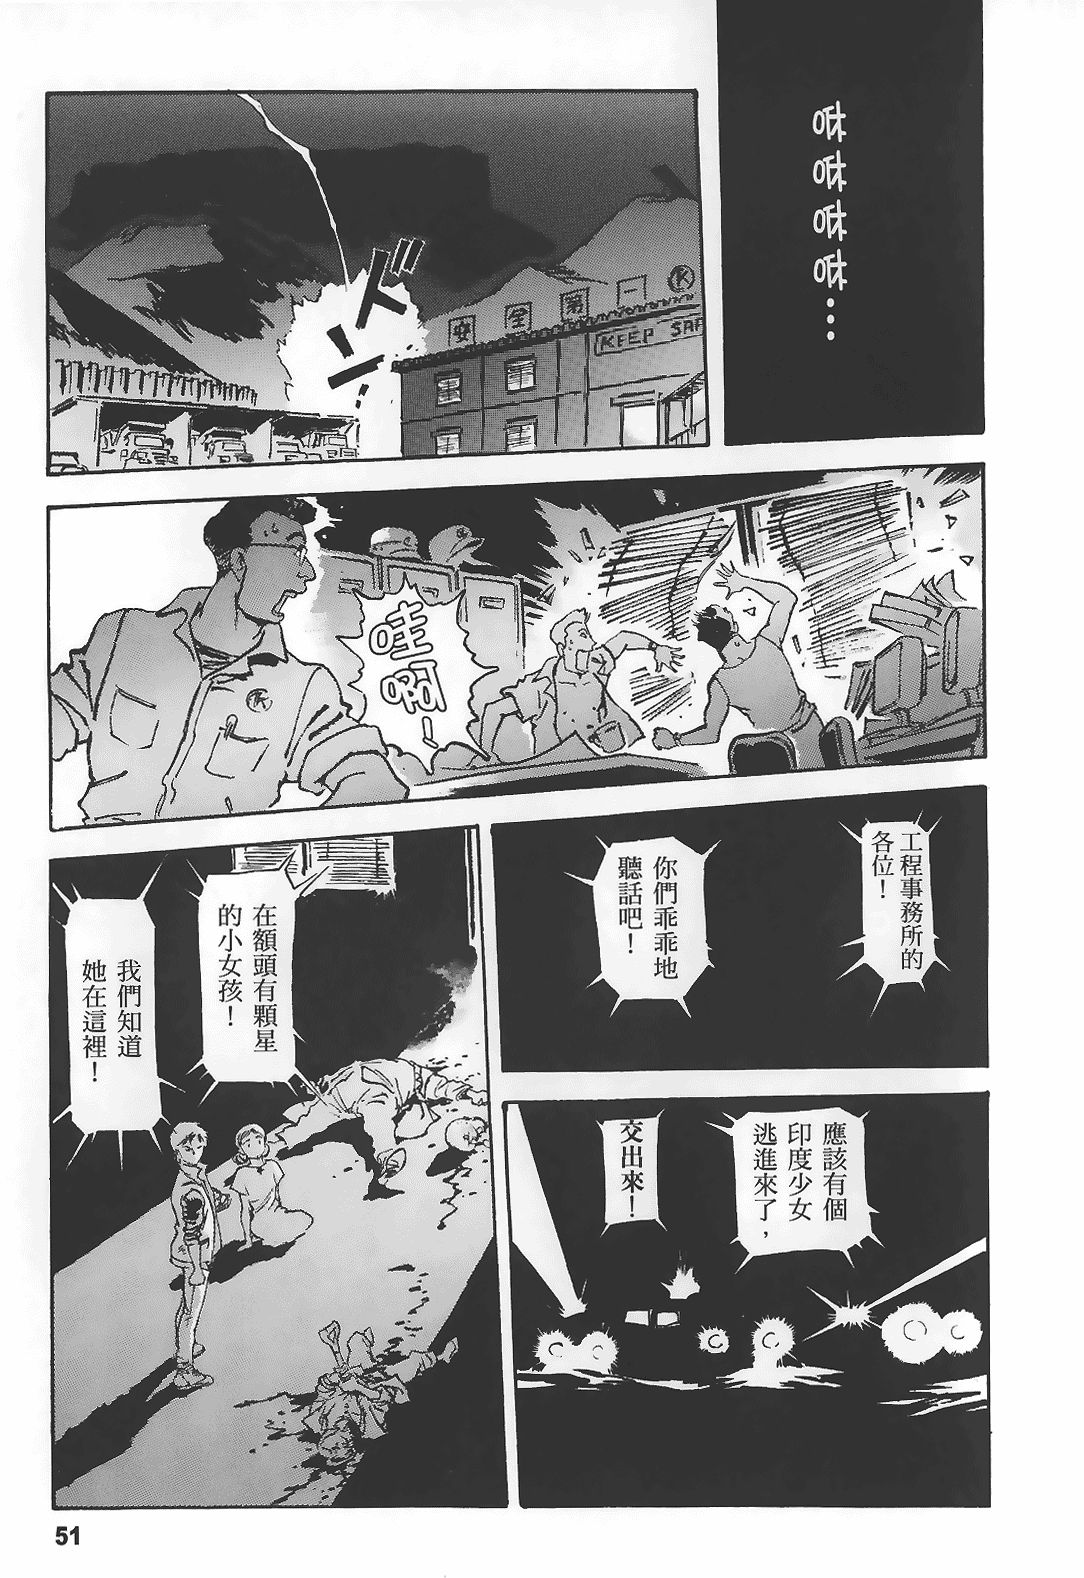 咻
咻
咻
咻
⋯
安全第一
K
KEEP SAF
ドン⋯
哇
啊
!
K
工程事務所的
各位!
你們乖乖地
聽話吧!
應該有個
印度少女
逃進來了,
交出來!
在額頭有顆星
的小女孩!
我們知道
她在這裡!
51